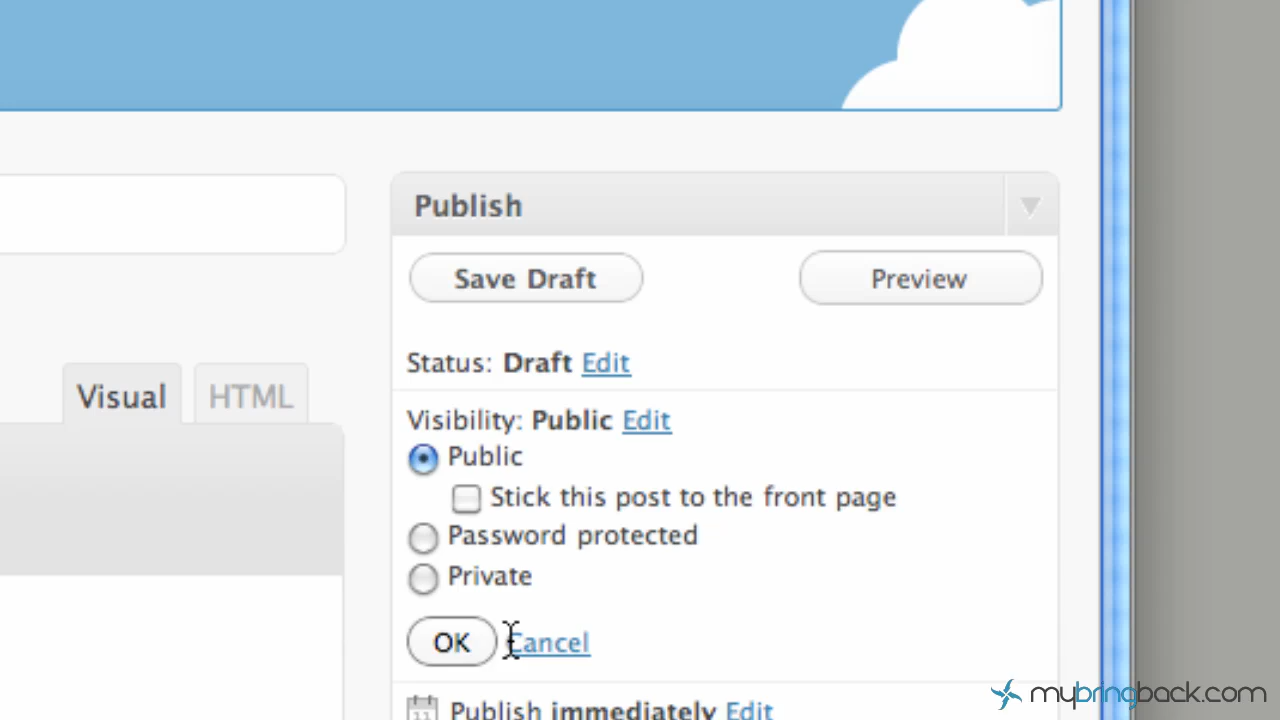 Publish
Save Draft
Preview
Status: Draft Edit
Visual
HTML
Visibility: Public Edit
Public
Stick this post to the front page
Password protected
Private
OK
Cancel
Publish immediately Edit
mybringback.com